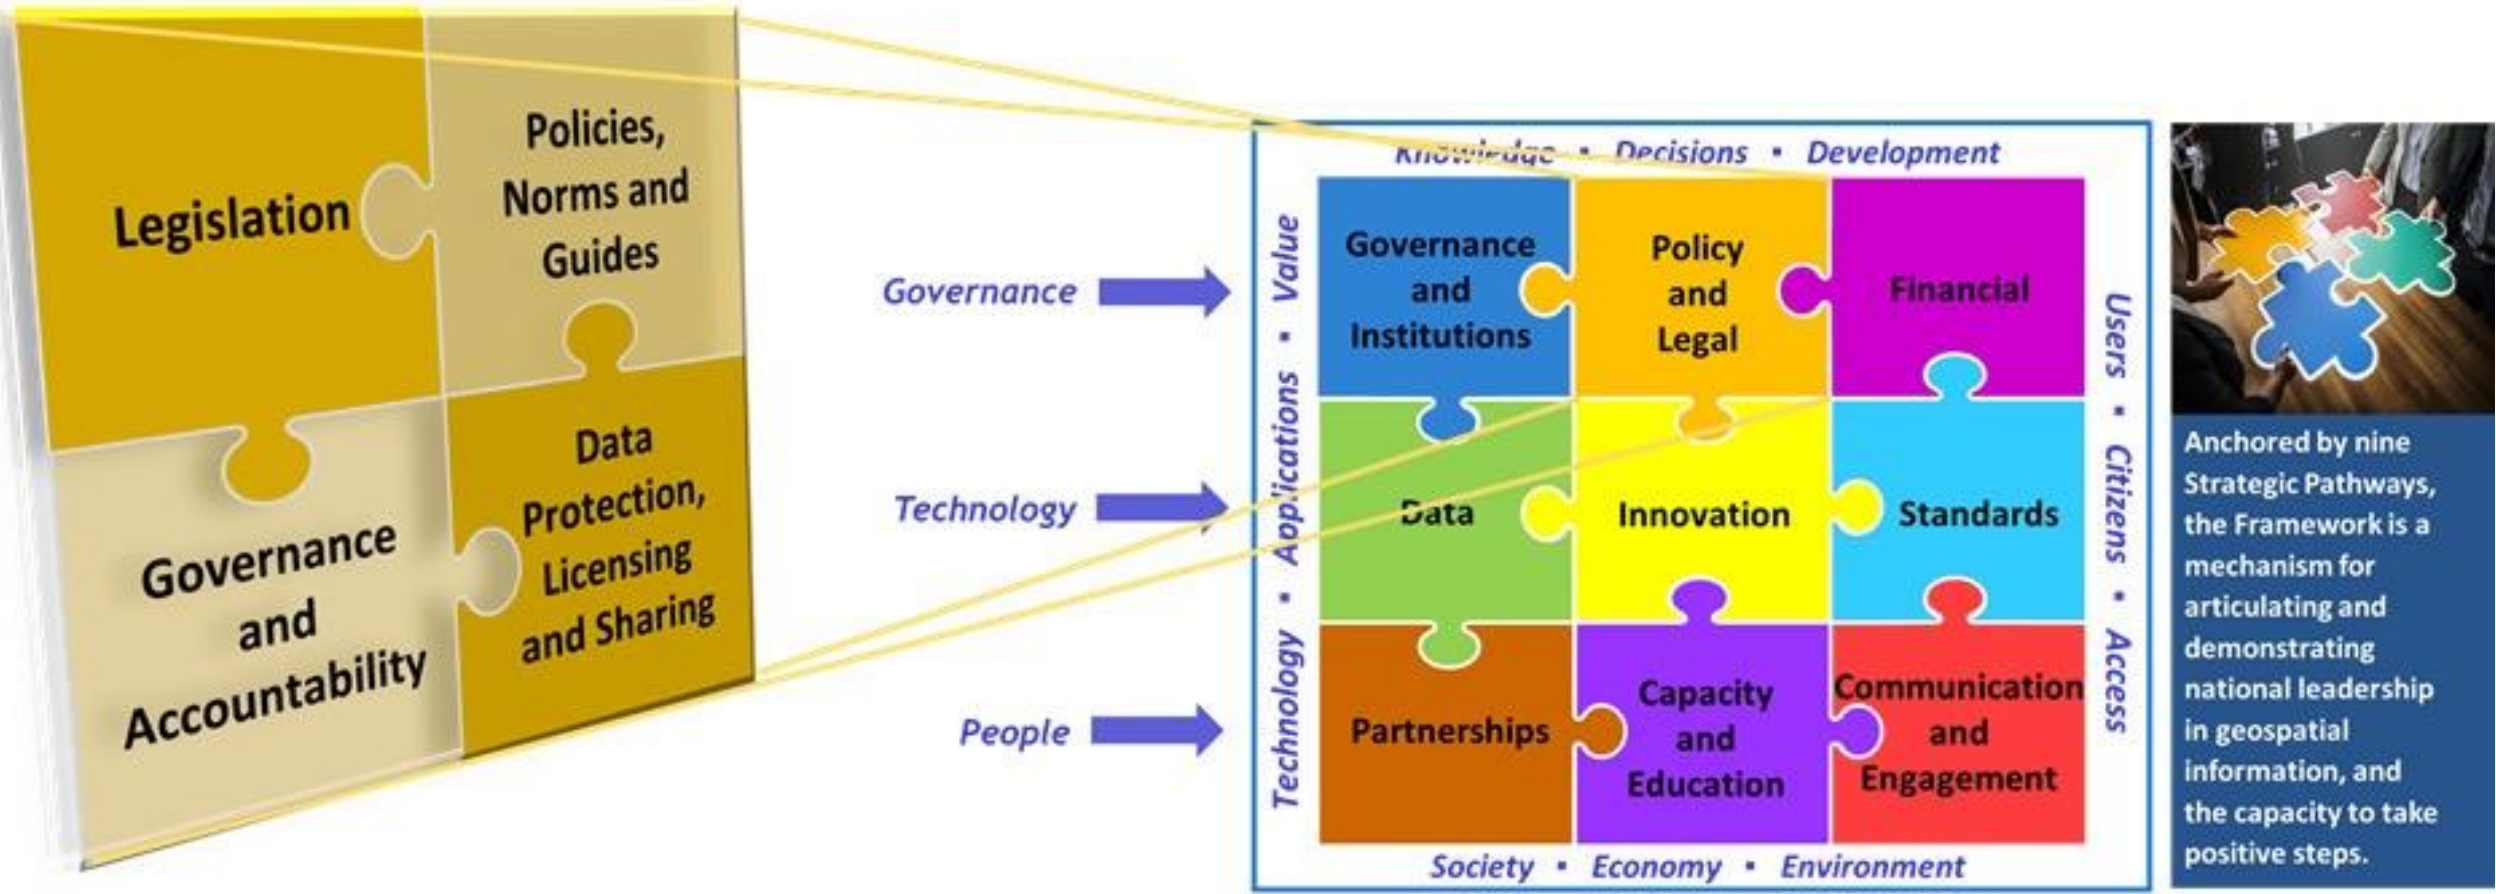 Legislation
Policies,
Norms and
Guides
Governance
and
Accountability
Data
Protection,
Licensing
and Sharing
Governance
Technology
People
Knowledge ▪ Decisions ▪ Development
Technology ▪ Applications ▪ Value
Governance
and
Institutions
Policy
and
Legal
Financial
Data
Innovation
Standards
Partnerships
Capacity
and
Education
Communication
and
Engagement
Users ▪ Citizens ▪ Access
Society ▪ Economy ▪ Environment
Anchored by nine
Strategic Pathways,
the Framework is a
mechanism for
articulating and
demonstrating
national leadership
in geospatial
information, and
the capacity to take
positive steps.